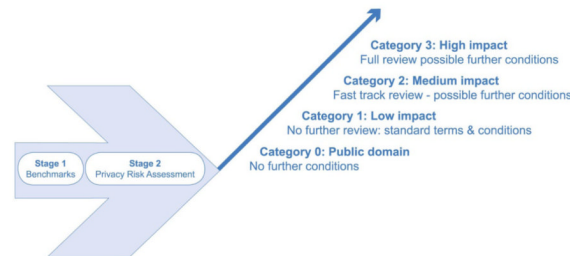 Category 3: High impact
Full review possible further conditions
Category 2: Medium impact
Fast track review - possible further conditions
Category 1: Low impact
No further review: standard terms & conditions
Category 0: Public domain
No further conditions
Stage 1
Benchmarks
Stage 2
Privacy Risk Assessment